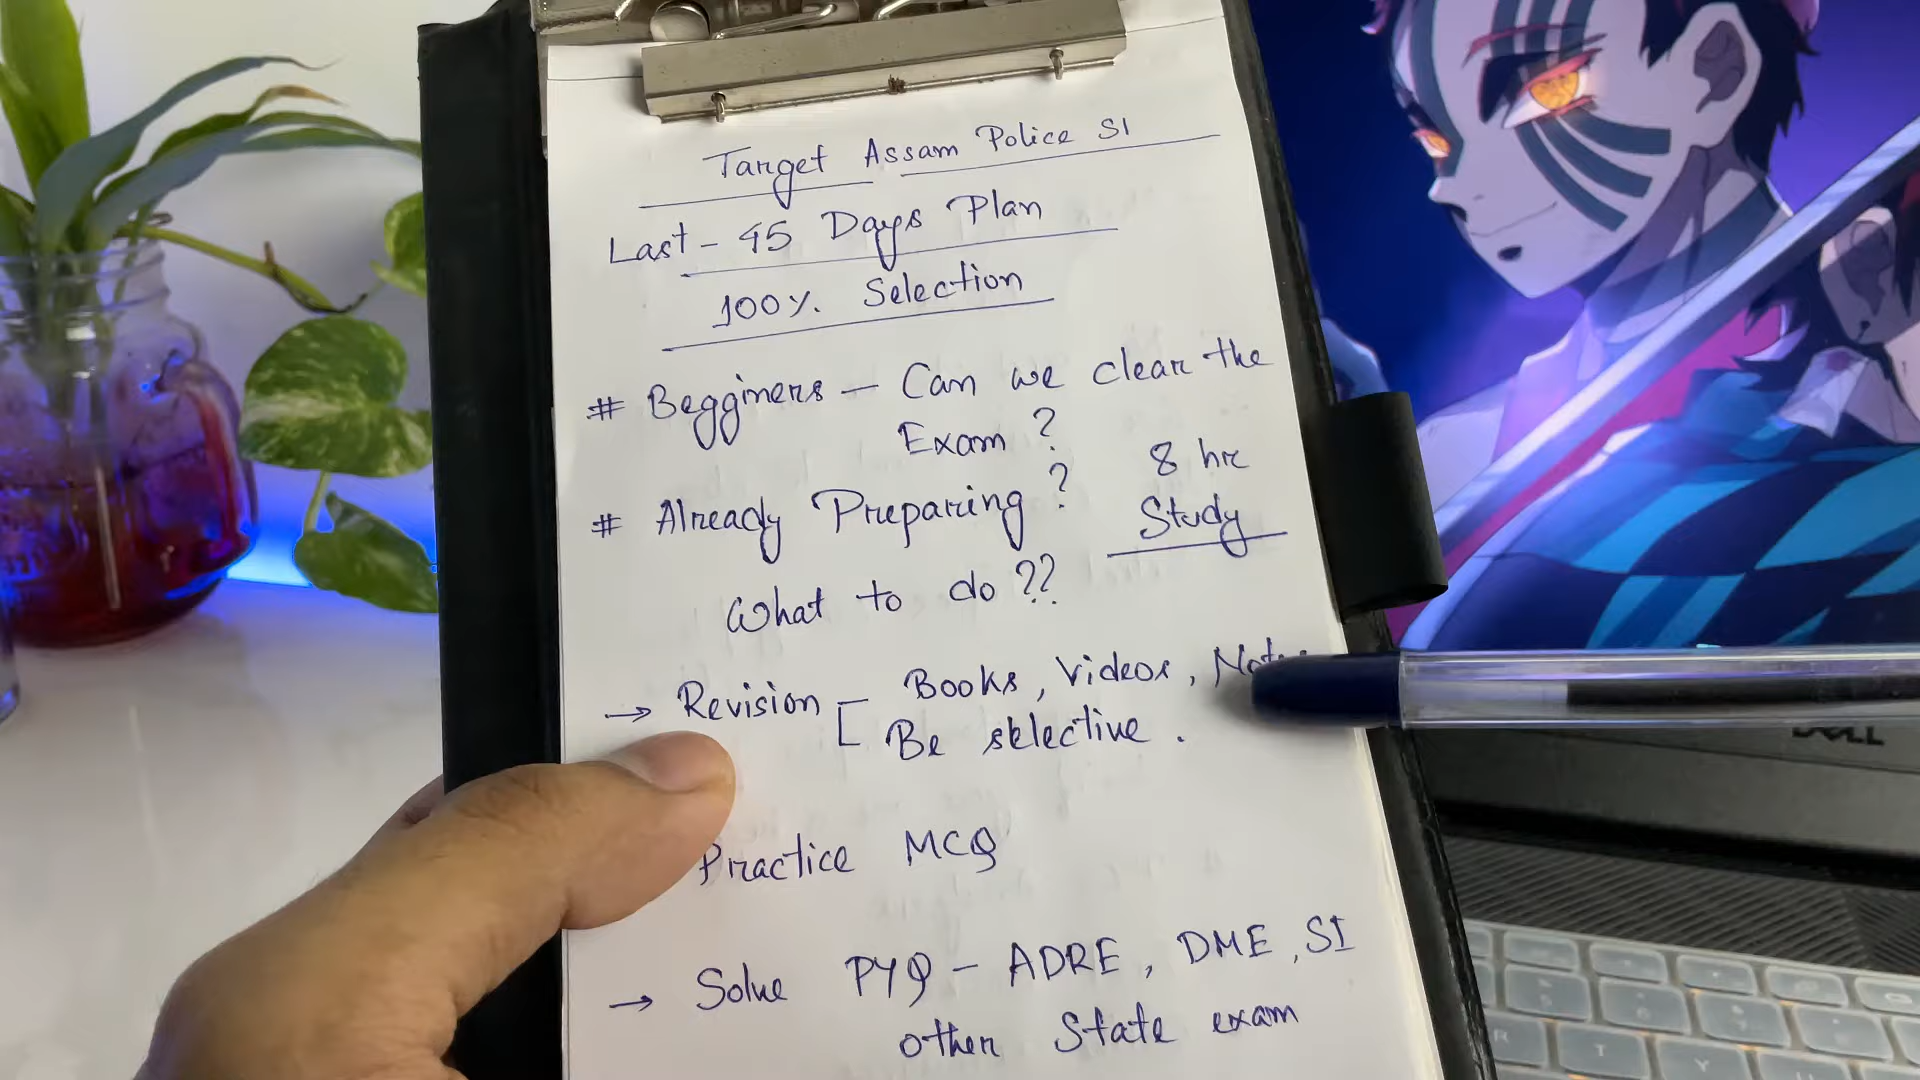 Target Assam Police SI
Last - 45 Days Plan
100%. Selection
# Begginers - Can we clear the
Exam ?
# Already Preparing ?
8 hr
Study
What to do ??
→ Revision [ Books, Videos,
Be selective .
Practice MCQ
→ Solve PYQ - ADRE, DME, SI
other State exam
DELL
R T Y